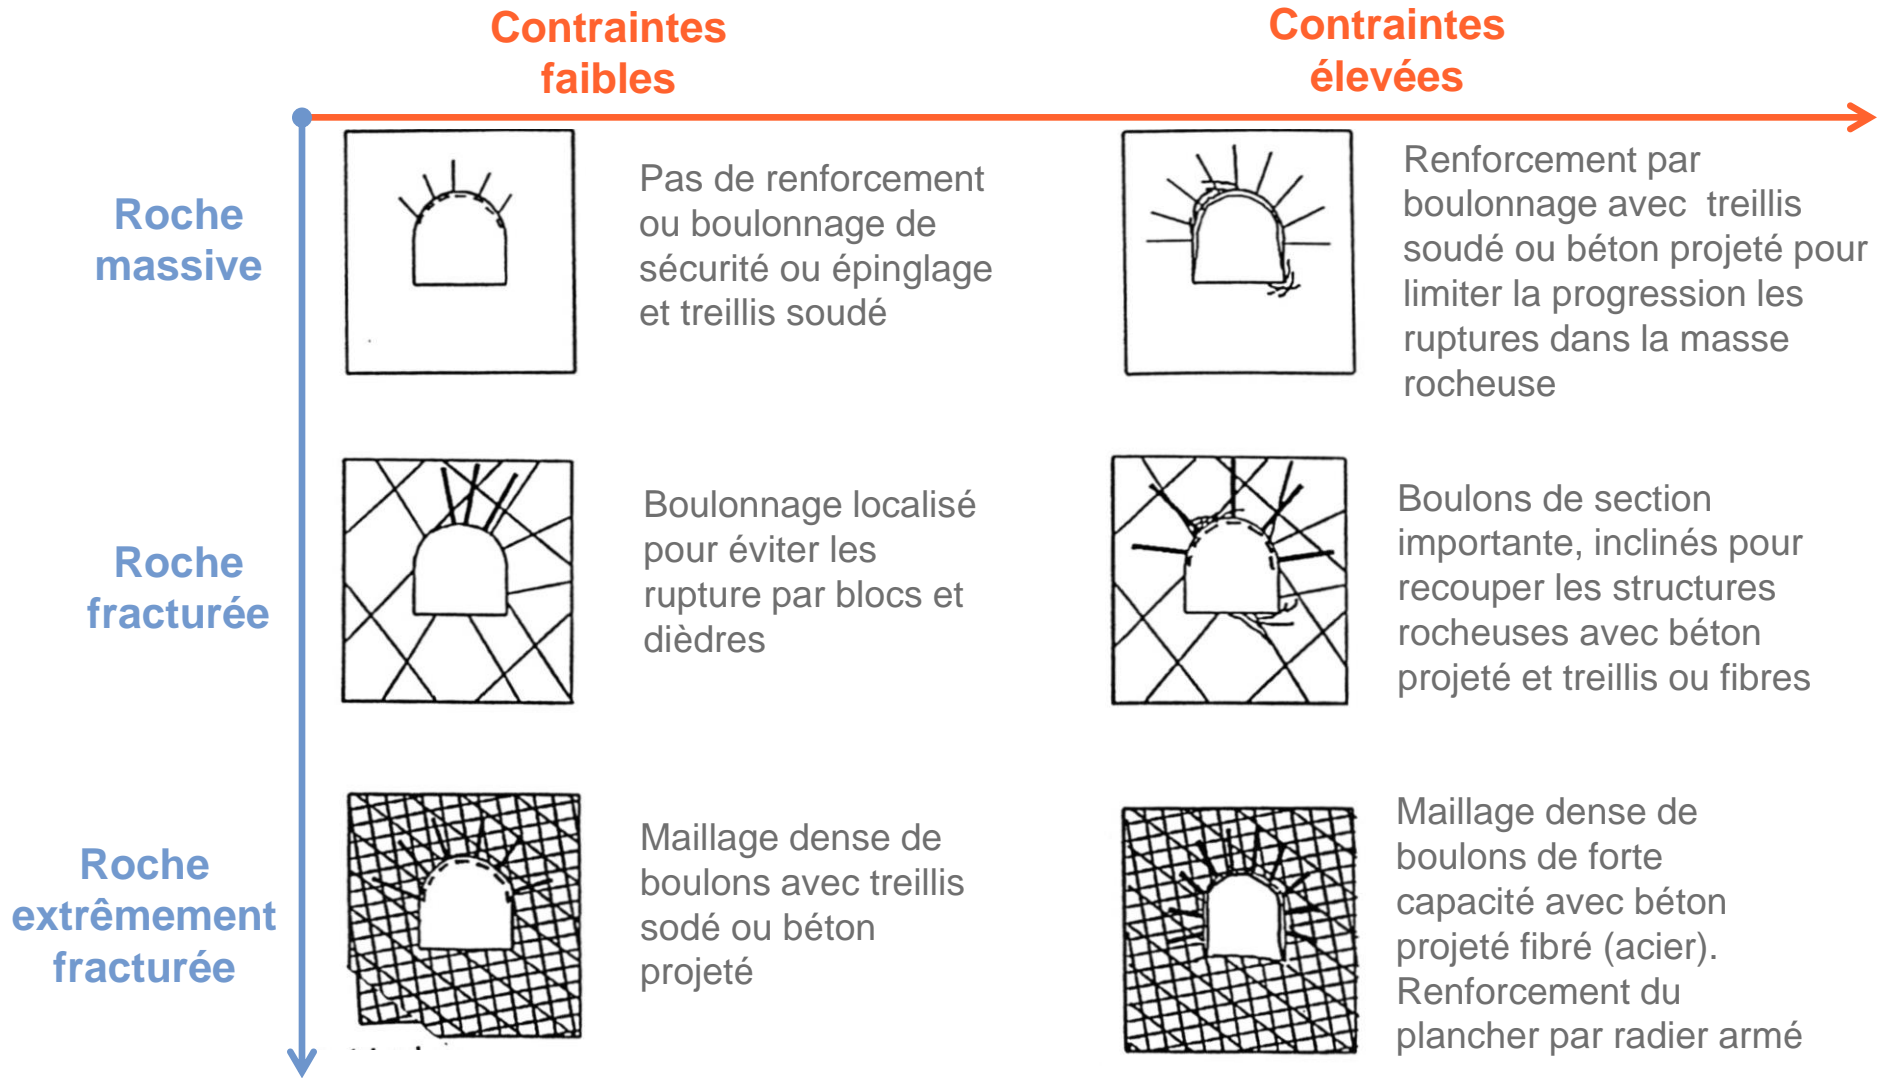 Contraintes
faibles
Contraintes
élevées
Roche
massive
Pas de renforcement
ou boulonnage de
sécurité ou épinglage
et treillis soudé
Renforcement par
boulonnage avec treillis
soudé ou béton projeté pour
limiter la progression les
ruptures dans la masse
rocheuse
Roche
fracturée
Boulonnage localisé
pour éviter les
rupture par blocs et
dièdres
Boulons de section
importante, inclinés pour
recouper les structures
rocheuses avec béton
projeté et treillis ou fibres
Roche
extrêmement
fracturée
Maillage dense de
boulons avec treillis
sodé ou béton
projeté
Maillage dense de
boulons de forte
capacité avec béton
projeté fibré (acier).
Renforcement du
plancher par radier armé